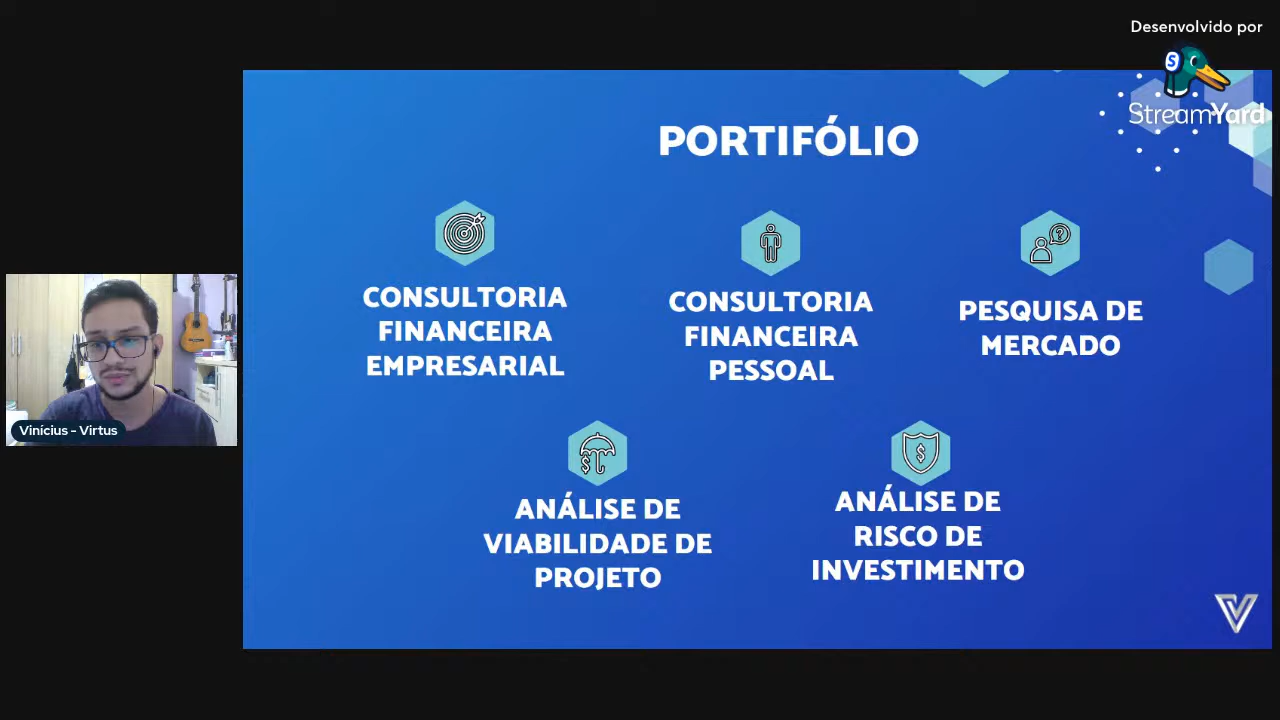 Desenvolvido por
StreamYard
PORTIFÓLIO
CONSULTORIA
FINANCEIRA
EMPRESARIAL
CONSULTORIA
FINANCEIRA
PESSOAL
PESQUISA DE
MERCADO
ANÁLISE DE
VIABILIDADE DE
PROJETO
ANÁLISE DE
RISCO DE
INVESTIMENTO
Vinícius - Virtus